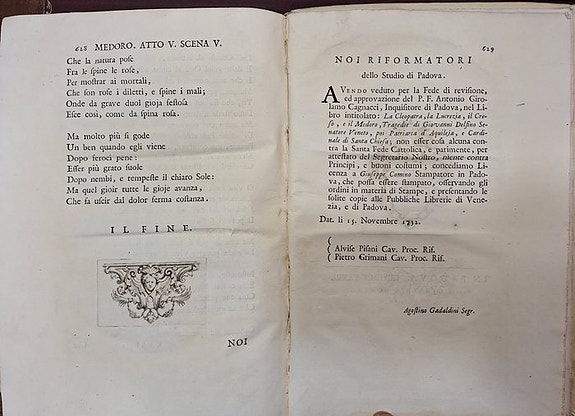 628 MEDORO. ATTO V. SCENA V.
Che la natura pose
Fra le ſpine le roſe,
Per moſtrar ai mortali,
Che ſon roſe i diletti, e ſpine i mali;
Onde da grave duol gioja feſtoſa
Eſce così, come da ſpina roſa.
Ma molto più ſi gode
Un ben quando egli viene
Dopo feroci pene:
Eſſer più grato ſuole
Dopo nembi, e tempeſte il chiaro Sole:
Ma quel gioir tutte le gioje avanza,
Che fa uſcir dal dolor ferma coſtanza.
IL FINE.
NOI
629
NOI RIFORMATORI
dello Studio di Padova.
AVENDO veduto per la Fede di reviſione,
ed approvazione del P. F. Antonio Giro-
lamo Cagnacci, Inquiſitore di Padova, nel Li-
bro intitolato: La Cleopatra, la Lucrezia, il Cre-
ſo, e il Medoro, Tragedie di Giovanni Delfino Se-
natore Veneto, poi Patriarca d'Aquileja, e Cardi-
nale di Santa Chieſa; non eſſer coſa alcuna con-
tro la Santa Fede Cattolica, e parimente, per
atteſtato del Segretario Noſtro, niente contro
Principi, e buoni coſtumi; concediamo Li-
cenza a Giuſeppe Comino Stampatore in Pado-
va, che poſſa eſſere ſtampato, oſſervando gli
ordini in materia di Stampe, e preſentando le
ſolite copie alle Pubbliche Librerie di Vene-
zia, e di Padova.
Dat. li 15. Novembre 1732.
Alviſe Piſani Cav. Proc. Rif.
Pietro Grimani Cav. Proc. Rif.
Agoſtino Gadaldini Segr.